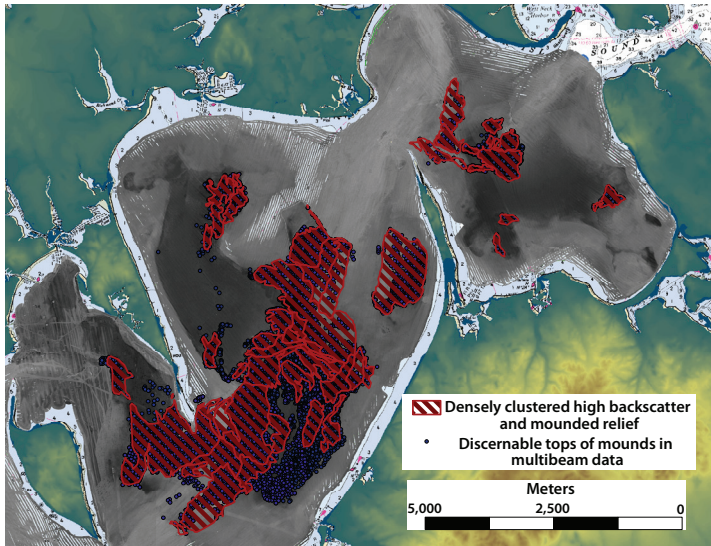 SOUND
Densely clustered high backscatter
and mounded relief
Discernable tops of mounds in
multibeam data
Meters
5,000 2,500 0